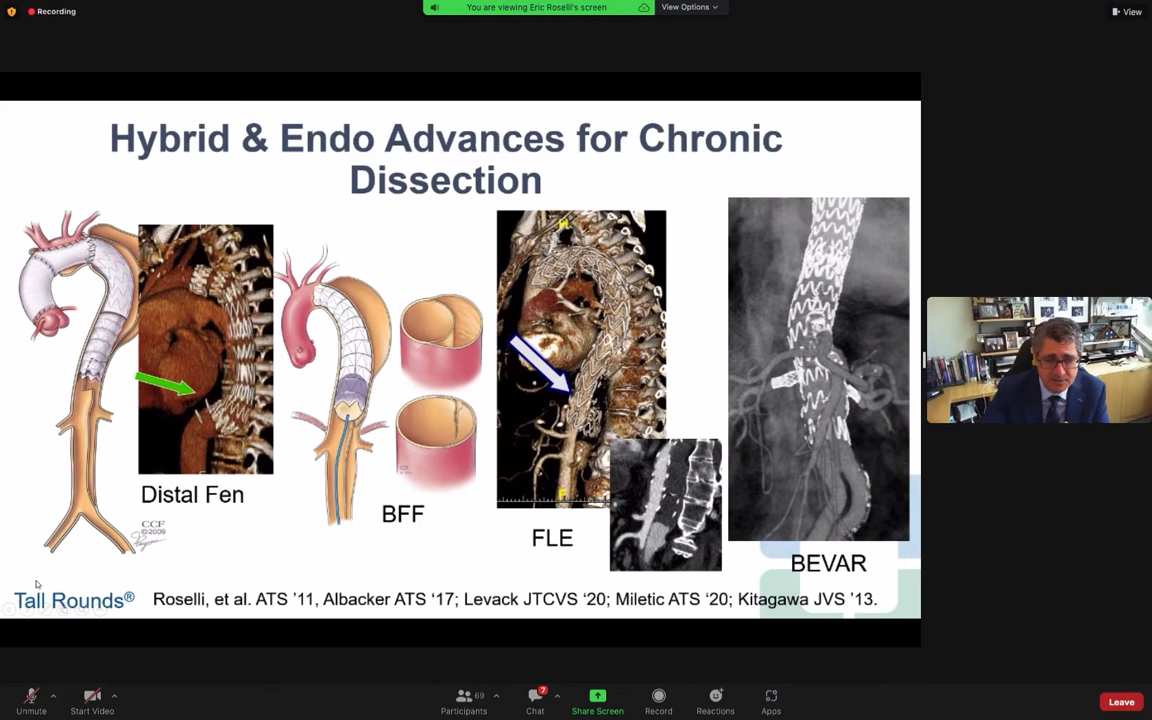 Recording
You are viewing Eric Roselli's screen
View Options
View
Hybrid & Endo Advances for Chronic
Dissection
Distal Fen
CCF
©2009
BFF
FLE
BEVAR
Tall Rounds®
Roselli, et al. ATS '11, Albacker ATS '17; Levack JTCVS '20; Miletic ATS '20; Kitagawa JVS '13.
Unmute
Start Video
Participants
69
Chat
7
Share Screen
Record
Reactions
Apps
Leave